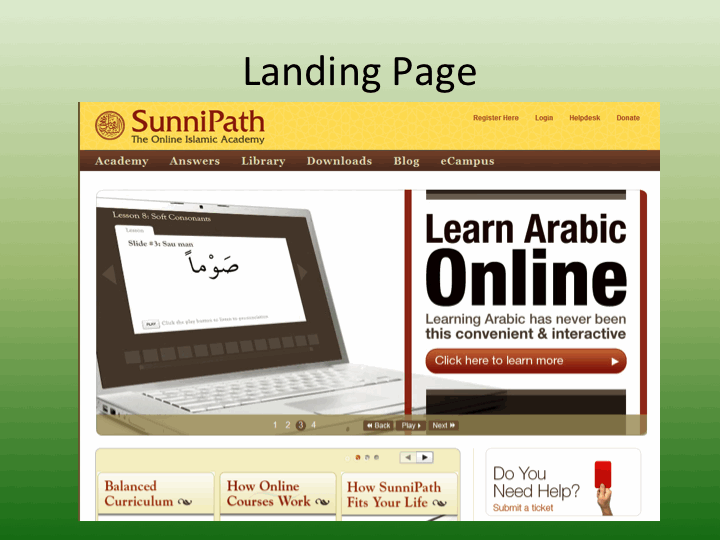 Landing Page
SunniPath
The Online Islamic Academy
Register Here Login Helpdesk Donate
Academy Answers Library Downloads Blog eCampus
Lesson 8: Soft Consonants
Lesson
Slide #3: Sau man
صَوْماً
PLAY Click the play button to listen to pronunciation
Learn Arabic
Online
Learning Arabic has never been
this convenient & interactive
Click here to learn more
1 2 3 4 Back Play Next
Balanced
Curriculum
How Online
Courses Work
How SunniPath
Fits Your Life
Do You
Need Help?
Submit a ticket